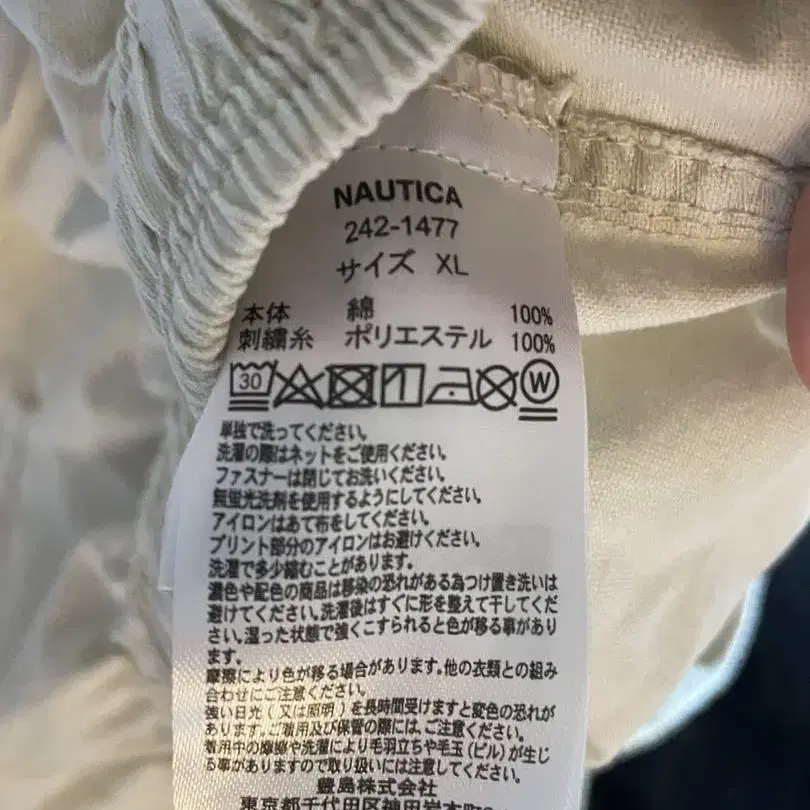 NAUTICA
242-1477
サイズ XL
本体 綿 100%
刺繍糸 ポリエステル 100%
30 W
単独で洗ってください。
洗濯の際はネットをご使用ください。
ファスナーは閉じてお洗いください。
無蛍光洗剤を使用するようにしてください。
アイロンはあて布をしてください。
プリント部分のアイロンはお避けください。
洗濯で多少縮むことがあります。
濃色や配色の商品は移染の恐れがある為つけ置き洗いは
避けてください。洗濯後はすぐに形を整えて干してくだ
さい。湿った状態で強くこすられると色が移る事があり
ます。
摩擦により色が移る場合があります。他の衣類との組み
合わせにご注意ください。
強い日光(又は照明)を長時間受けますと変色の恐れが
あります。ご着用及び保管の際には、ご注意ください。
着用中の摩擦や洗濯により毛羽立ちや毛玉(ピル)が生じ
る事がありますので取り扱いには注意してください。
豊島株式会社
東京都千代田区神田岩本町